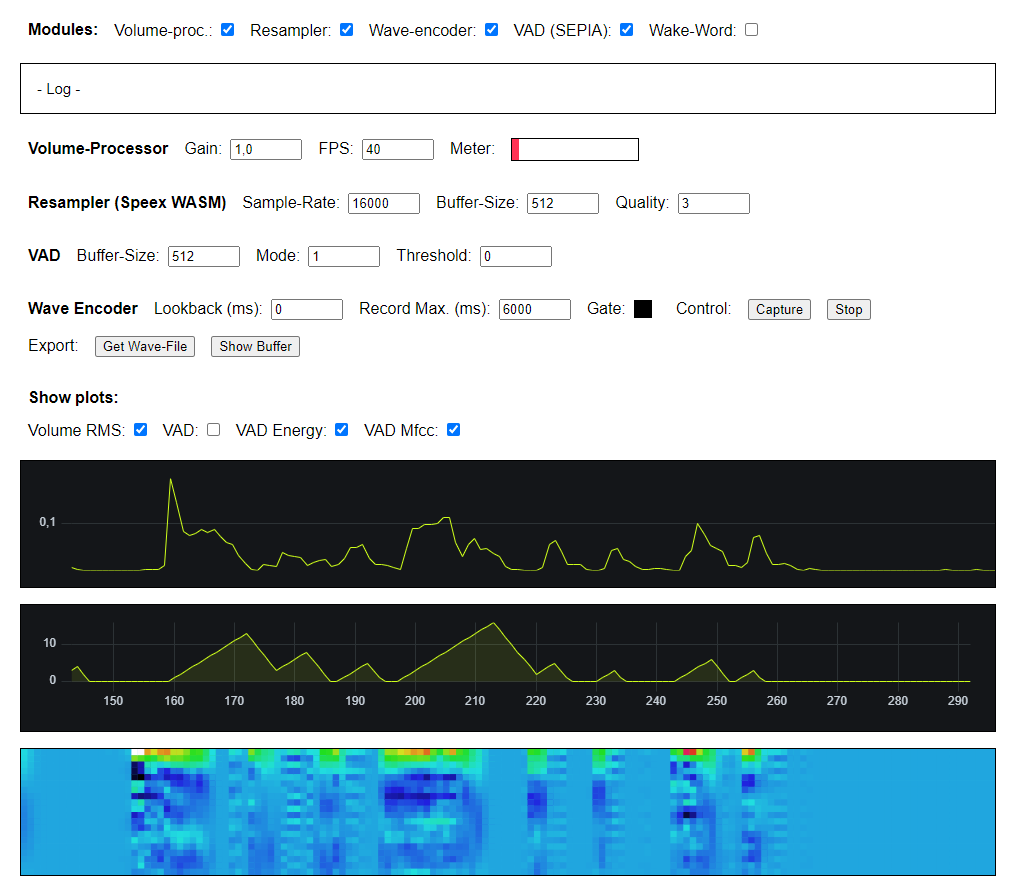 Modules: Volume-proc.: Resampler: Wave-encoder: VAD (SEPIA): Wake-Word:
- Log -
Volume-Processor Gain: 1,0 FPS: 40 Meter:
Resampler (Speex WASM) Sample-Rate: 16000 Buffer-Size: 512 Quality: 3
VAD Buffer-Size: 512 Mode: 1 Threshold: 0
Wave Encoder Lookback (ms): 0 Record Max. (ms): 6000 Gate: Control: Capture Stop
Export: Get Wave-File Show Buffer
Show plots:
Volume RMS: VAD: VAD Energy: VAD Mfcc:
0,1
10
0
150 160 170 180 190 200 210 220 230 240 250 260 270 280 290